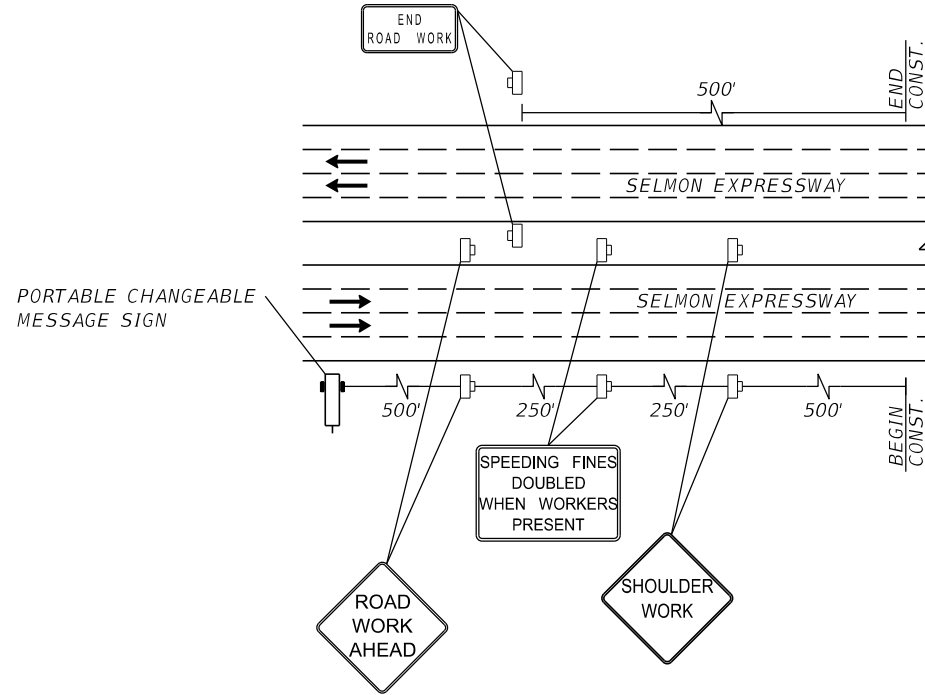 END
ROAD WORK
500'
END
CONST.
SELMON EXPRESSWAY
4
PORTABLE CHANGEABLE
MESSAGE SIGN
SELMON EXPRESSWAY
500'
250'
250'
500'
BEGIN
CONST.
SPEEDING FINES
DOUBLED
WHEN WORKERS
PRESENT
ROAD
WORK
AHEAD
SHOULDER
WORK